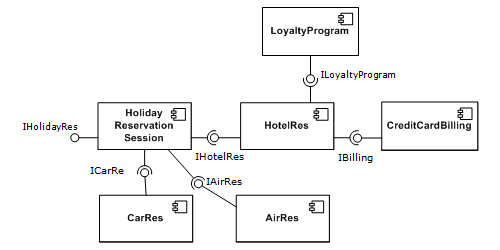 LoyaltyProgram
ILoyaltyProgram
Holiday
Reservation
Session
HotelRes
CreditCardBilling
IHolidayRes
IHotelRes
IBilling
ICarRe
IAirRes
CarRes
AirRes